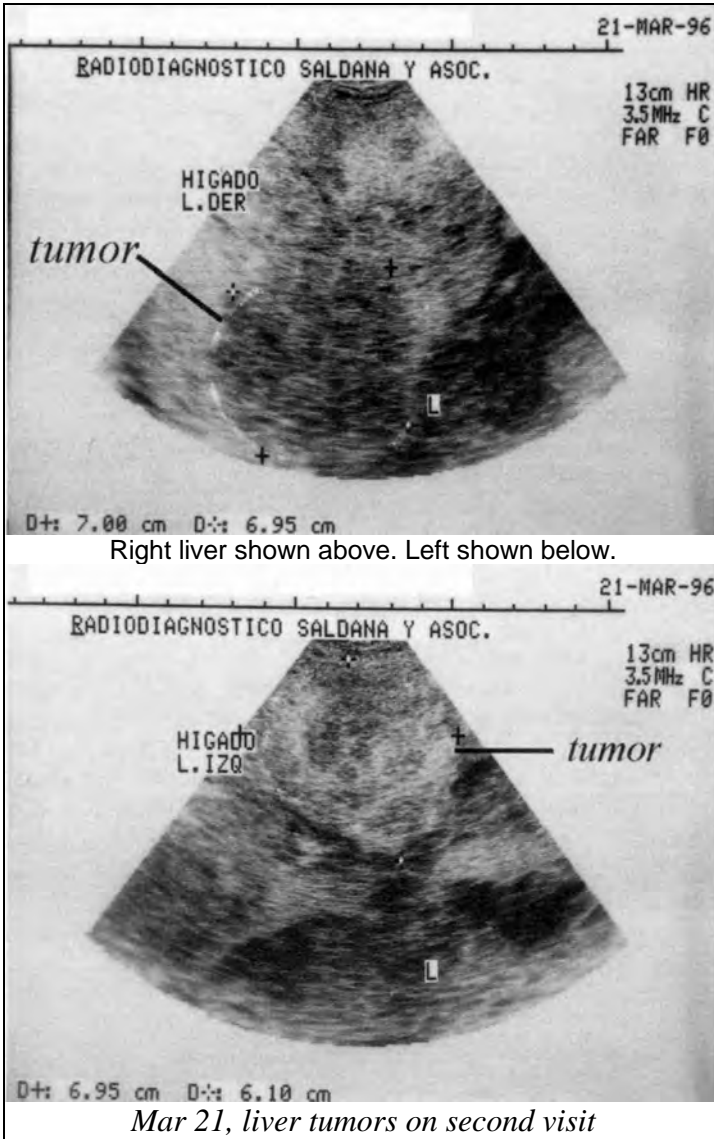 21-MAR-96
RADIODIAGNOSTICO SALDANA Y ASOC.
13cm HR
3.5MHz C
FAR F0
HIGADO
L.DER
tumor
L
D+: 7.00 cm D⁘: 6.95 cm
Right liver shown above. Left shown below.
21-MAR-96
RADIODIAGNOSTICO SALDANA Y ASOC.
13cm HR
3.5MHz C
FAR F0
HIGADO
L.IZQ
tumor
L
D+: 6.95 cm D⁘: 6.10 cm
Mar 21, liver tumors on second visit